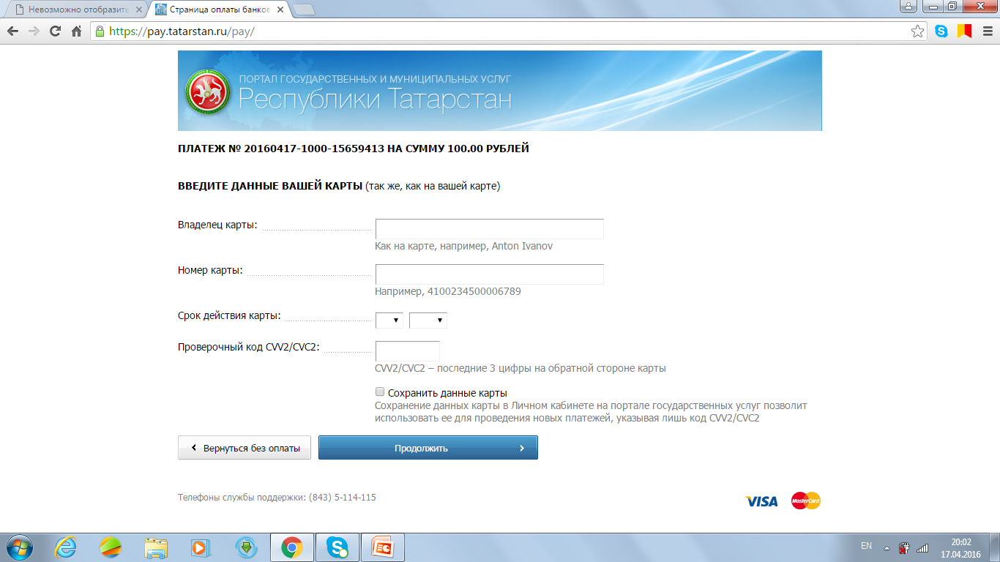 Невозможно отобразить
Страница оплаты банков
https://pay.tatarstan.ru/pay/
ПОРТАЛ ГОСУДАРСТВЕННЫХ И МУНИЦИПАЛЬНЫХ УСЛУГ
Республики Татарстан
ПЛАТЕЖ № 20160417-1000-15659413 НА СУММУ 100.00 РУБЛЕЙ
ВВЕДИТЕ ДАННЫЕ ВАШЕЙ КАРТЫ (так же, как на вашей карте)
Владелец карты:
Как на карте, например, Anton Ivanov
Номер карты:
Например, 4100234500006789
Срок действия карты:
Проверочный код CVV2/CVC2:
CVV2/CVC2 – последние 3 цифры на обратной стороне карты
Сохранить данные карты
Сохранение данных карты в Личном кабинете на портале государственных услуг позволит
использовать ее для проведения новых платежей, указывая лишь код CVV2/CVC2
Вернуться без оплаты
Продолжить
Телефоны службы поддержки: (843) 5-114-115
VISA
MasterCard
EN
20:02
17.04.2016